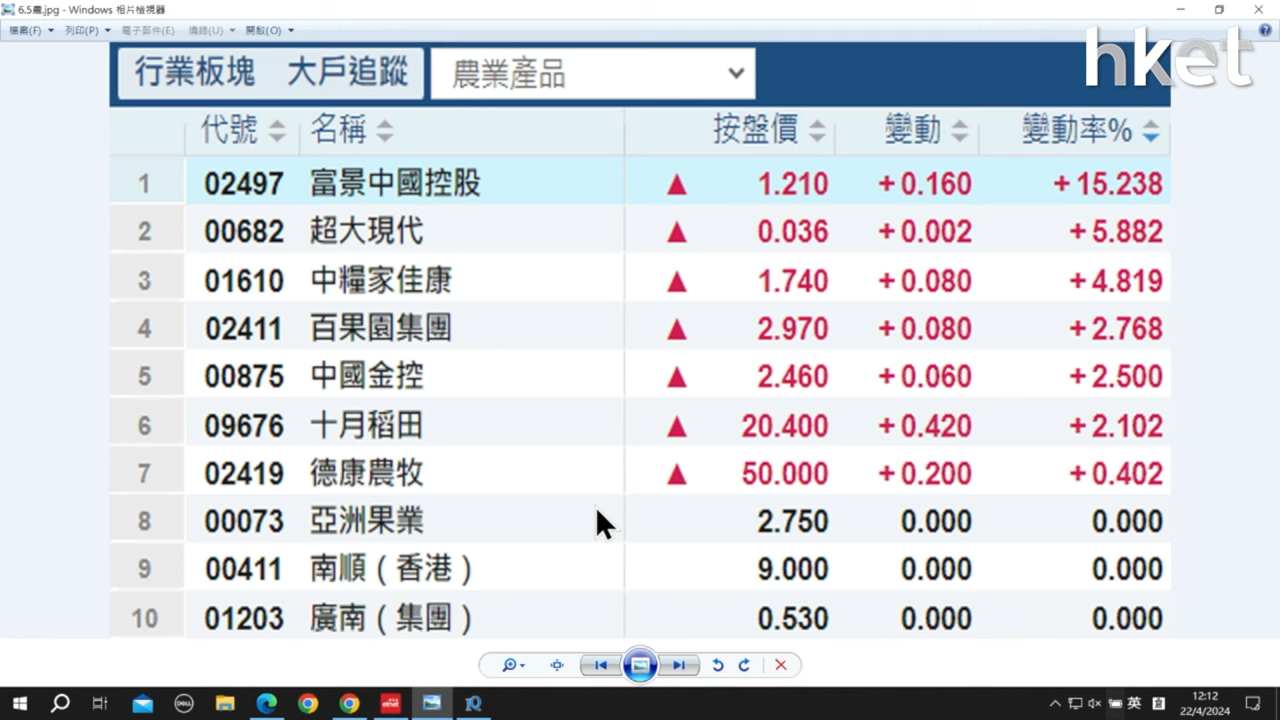 6.5農.jpg - Windows 相片檢視器
檔案(F) 列印(P) 電子郵件(E) 燒錄(U) 開啟(O)
hket
行業板塊 大戶追蹤 農業產品
代號 名稱 按盤價 變動 變動率%
1 02497 富景中國控股 ▲ 1.210 +0.160 +15.238
2 00682 超大現代 ▲ 0.036 +0.002 +5.882
3 01610 中糧家佳康 ▲ 1.740 +0.080 +4.819
4 02411 百果園集團 ▲ 2.970 +0.080 +2.768
5 00875 中國金控 ▲ 2.460 +0.060 +2.500
6 09676 十月稻田 ▲ 20.400 +0.420 +2.102
7 02419 德康農牧 ▲ 50.000 +0.200 +0.402
8 00073 亞洲果業 2.750 0.000 0.000
9 00411 南順（香港） 9.000 0.000 0.000
10 01203 廣南（集團） 0.530 0.000 0.000
DELL etnet IQ 英 12:12
22/4/2024